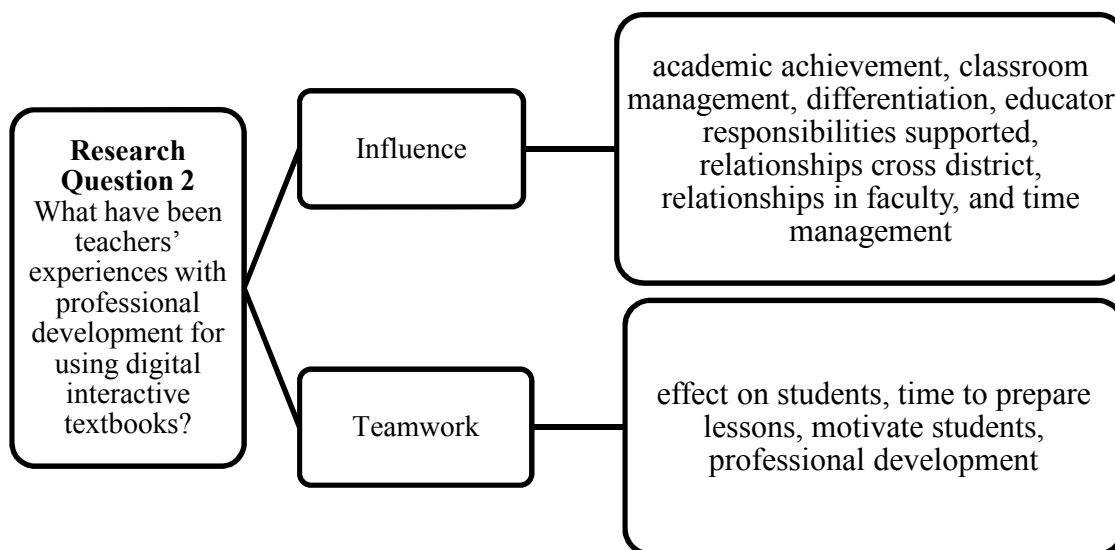 Research
Question 2
What have been
teachers’
experiences with
professional
development for
using digital
interactive
textbooks?
Influence
academic achievement, classroom
management, differentiation, educator
responsibilities supported,
relationships cross district,
relationships in faculty, and time
management
Teamwork
effect on students, time to prepare
lessons, motivate students,
professional development